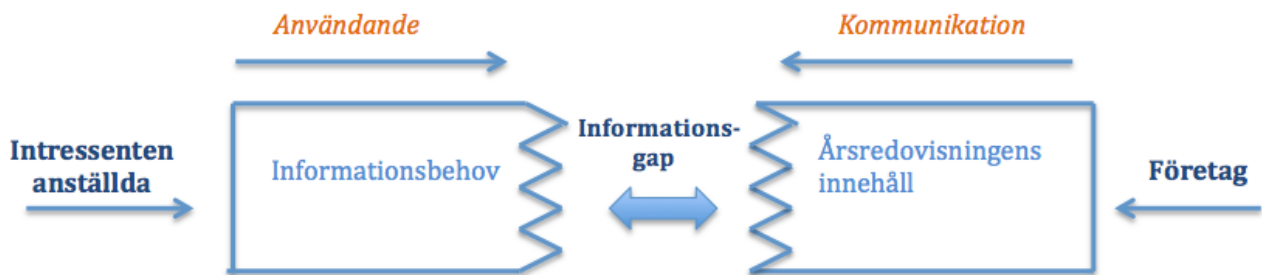 Användande
Kommunikation
Intressenten
anställda
Informationsbehov
Informations-
gap
Årsredovisningens
innehåll
Företag